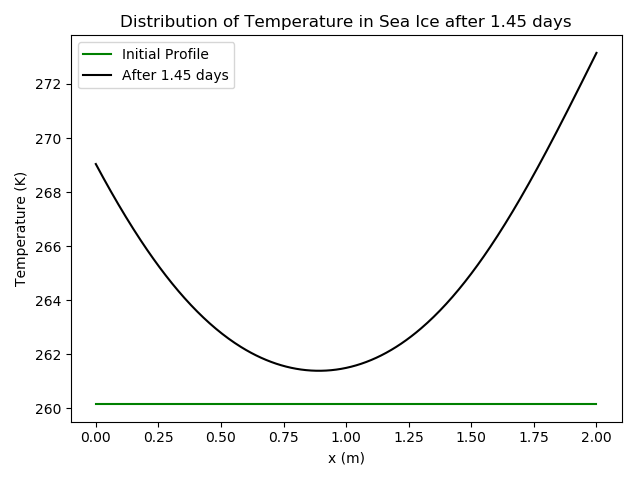 Distribution of Temperature in Sea Ice after 1.45 days
Initial Profile
After 1.45 days
Temperature (K)
272
270
268
266
264
262
260
0.00 0.25 0.50 0.75 1.00 1.25 1.50 1.75 2.00
x (m)